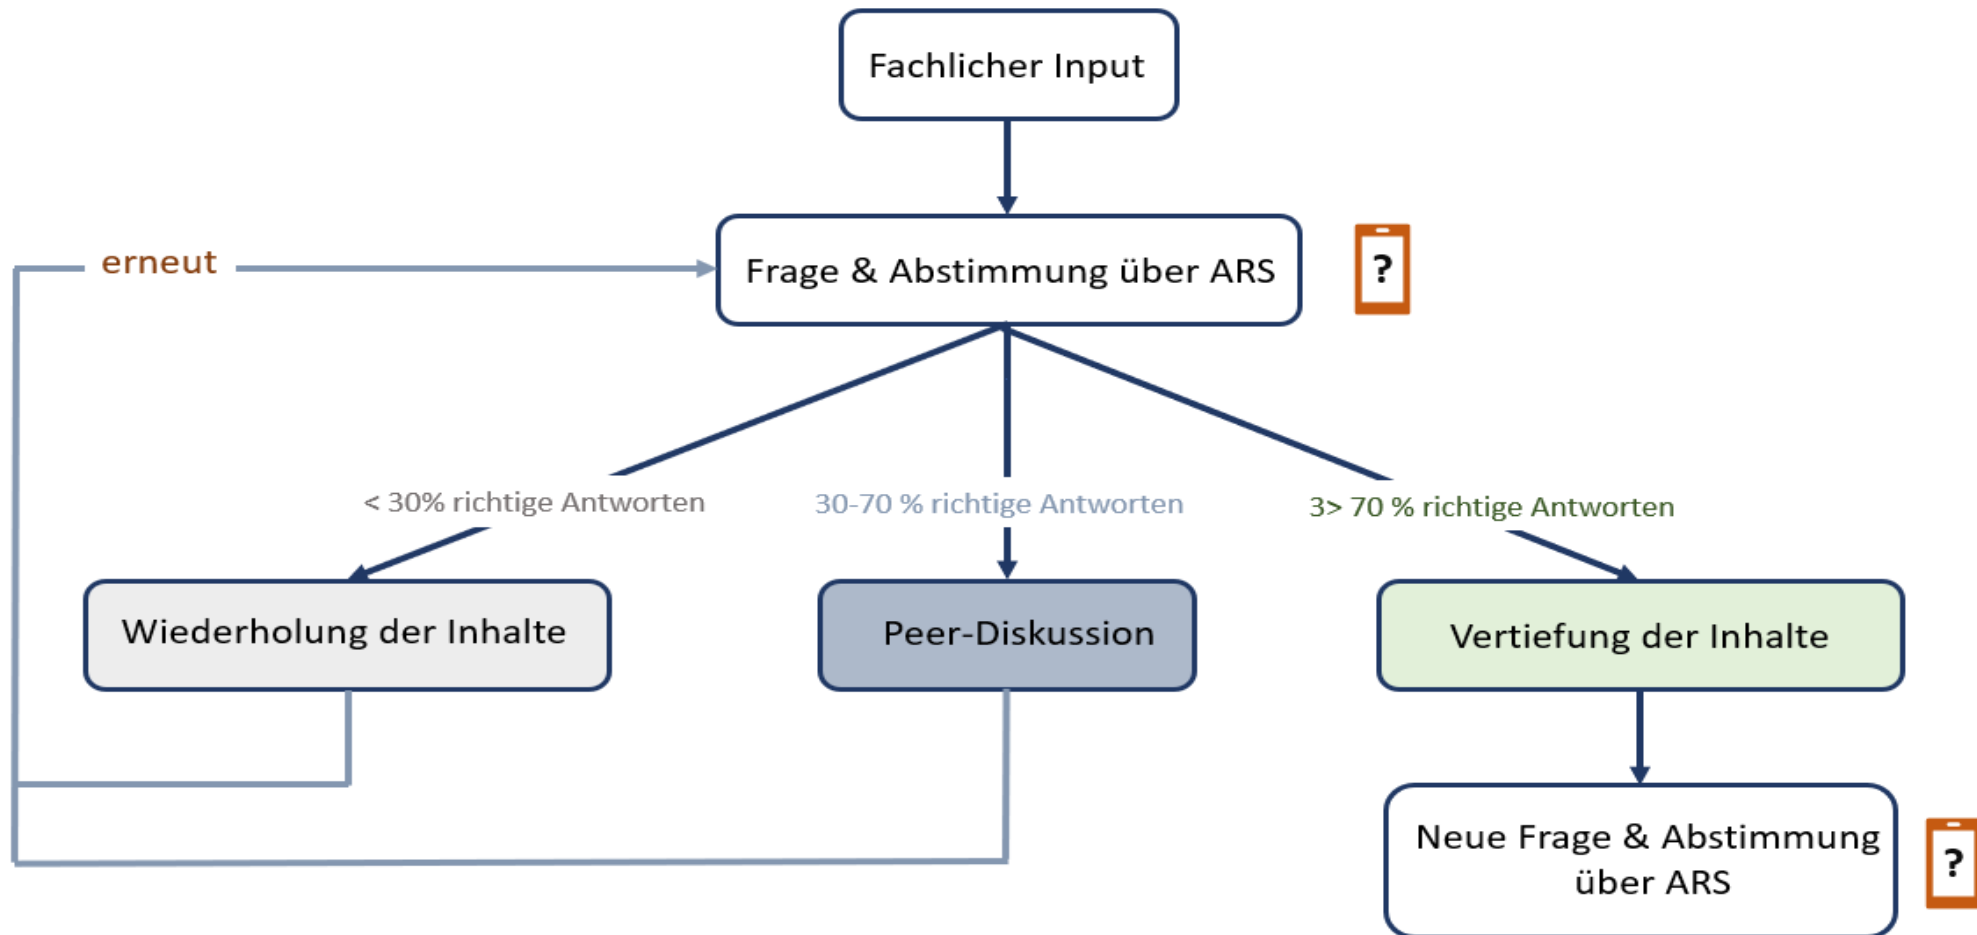 Fachlicher Input
erneut
Frage & Abstimmung über ARS
?
< 30% richtige Antworten
30-70 % richtige Antworten
3> 70 % richtige Antworten
Wiederholung der Inhalte
Peer-Diskussion
Vertiefung der Inhalte
Neue Frage & Abstimmung
über ARS
?